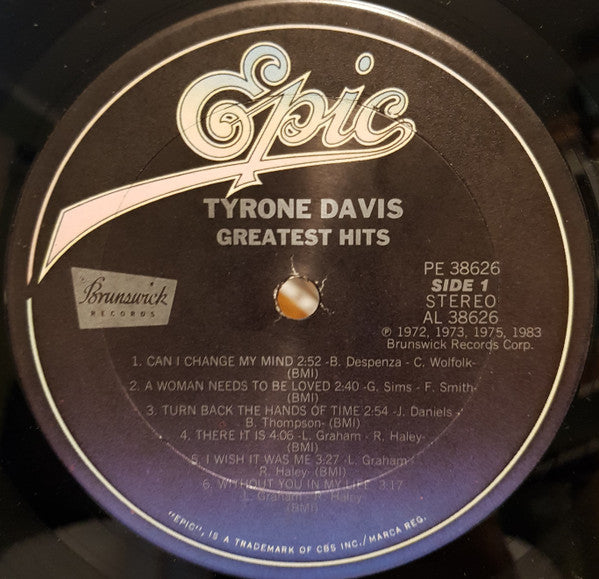 Epic
TYRONE DAVIS
GREATEST HITS
Brunswick
RECORDS
PE 38626
SIDE 1
STEREO
AL 38626
℗ 1972, 1973, 1975, 1983
Brunswick Records Corp.
1. CAN I CHANGE MY MIND 2:52 -B. Despenza - C. Wolfolk-
(BMI)
2. A WOMAN NEEDS TO BE LOVED 2:40 -G. Sims - F. Smith-
(BMI)
3. TURN BACK THE HANDS OF TIME 2:54 -J. Daniels -
B. Thompson- (BMI)
4. THERE IT IS 4:06 -L. Graham - R. Haley-
(BMI)
5. I WISH IT WAS ME 3:27 -L. Graham-
R. Haley- (BMI)
6. WITHOUT YOU IN MY LIFE 3:17
L. Graham - R. Haley-
(BMI)
"EPIC", IS A TRADEMARK OF CBS INC./MARCA REG.